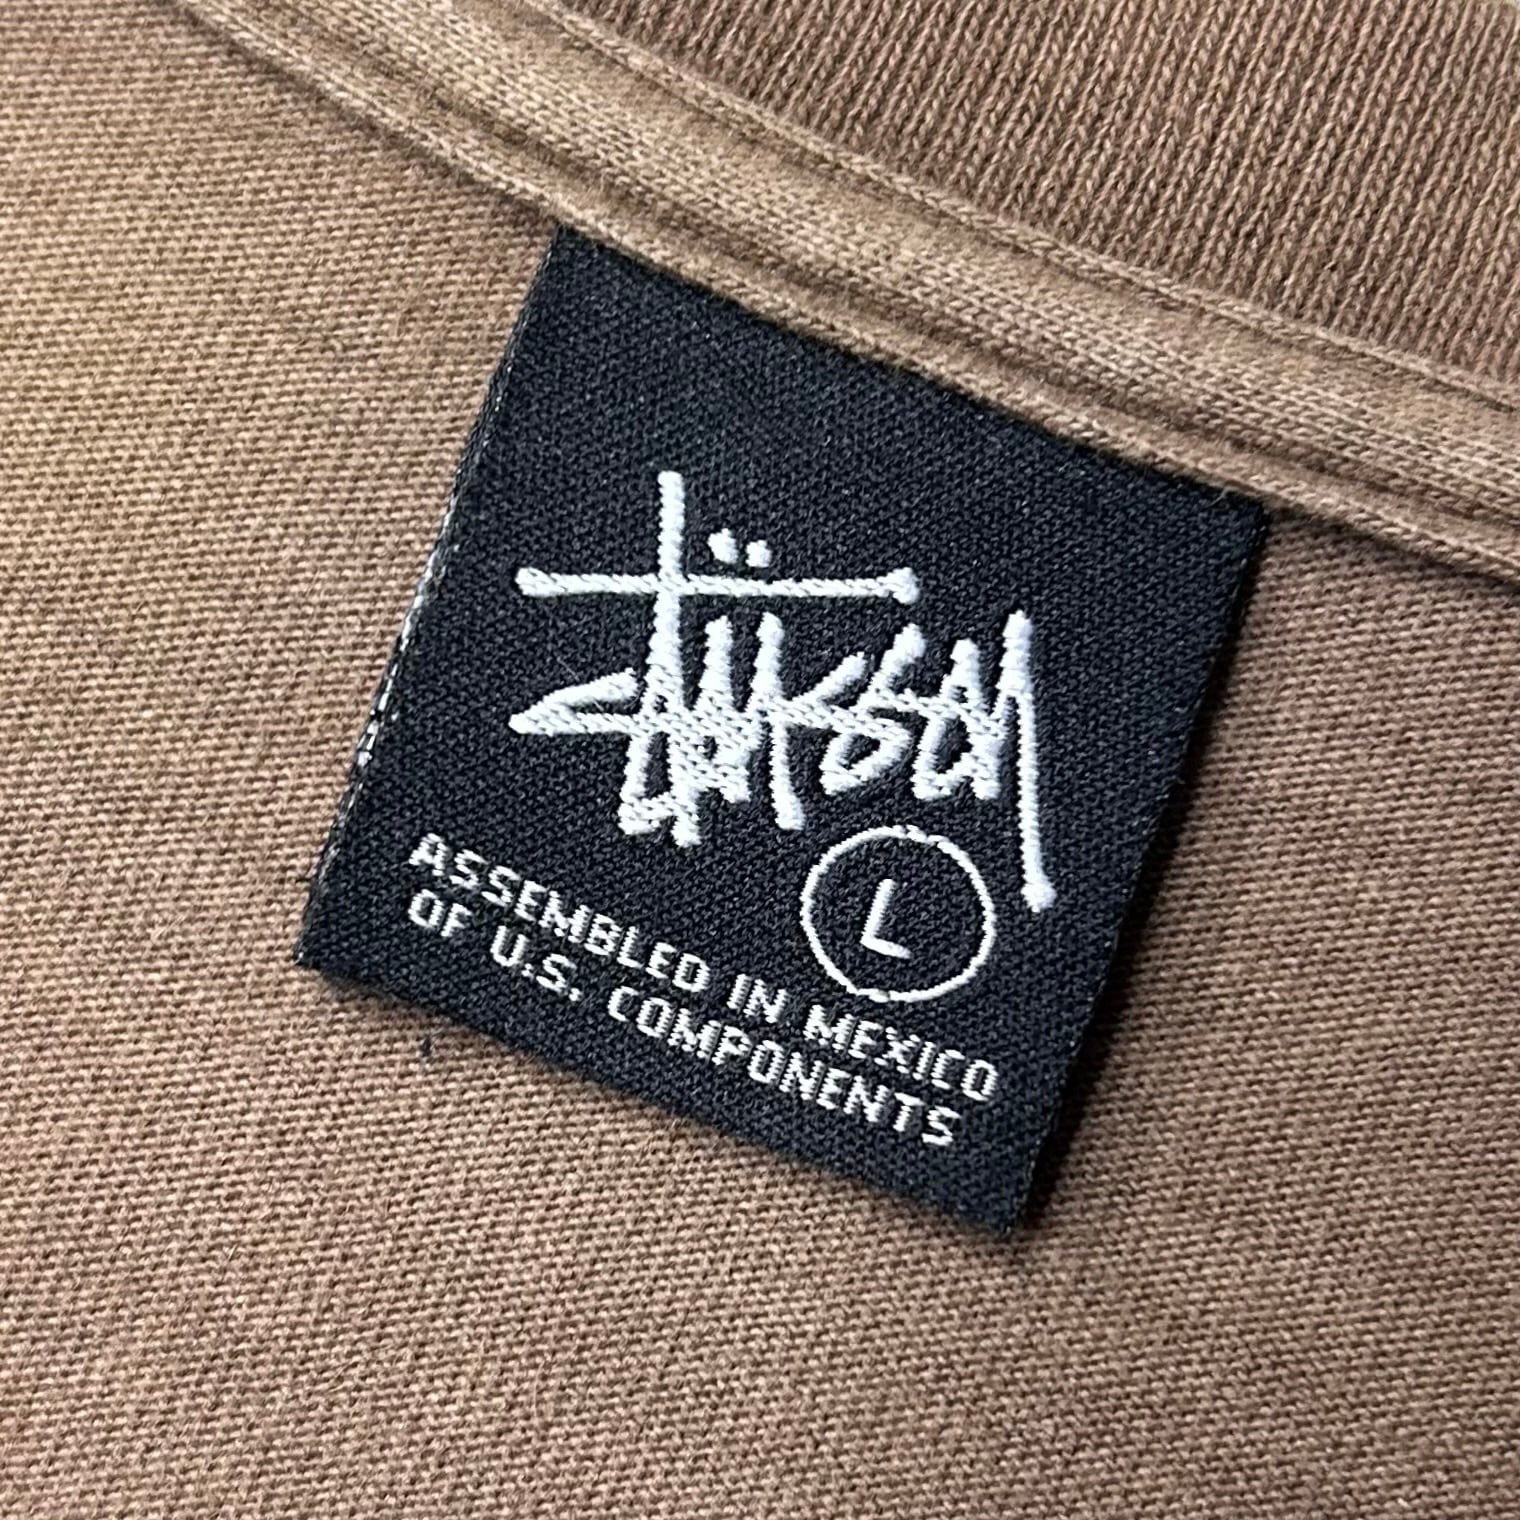 Stüssy
L
ASSEMBLED IN MEXICO
OF U.S. COMPONENTS